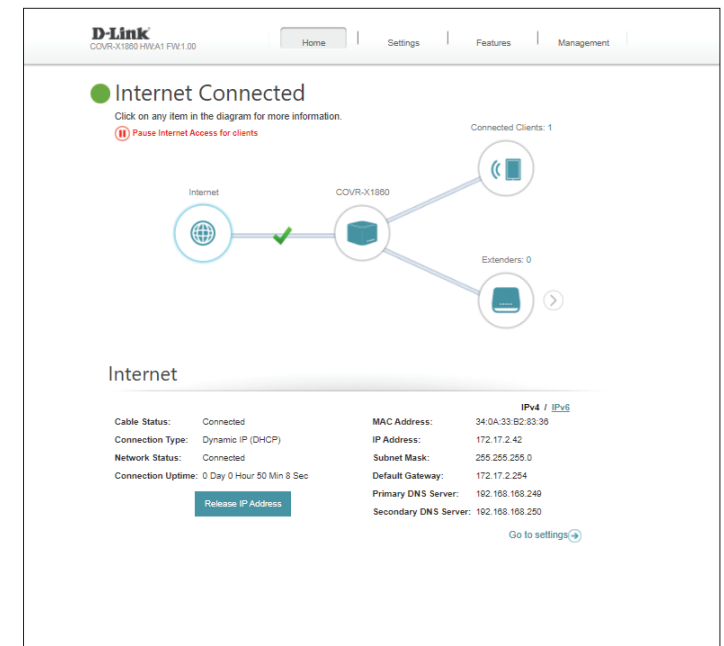 D-Link
COVR-X1860 HW:A1 FW:1.00
Home
Settings
Features
Management
Internet Connected
Click on any item in the diagram for more information.
Pause Internet Access for clients
Connected Clients: 1
Internet
COVR-X1860
Extenders: 0
Internet
IPv4 / IPv6
Cable Status: Connected
Connection Type: Dynamic IP (DHCP)
Network Status: Connected
Connection Uptime: 0 Day 0 Hour 50 Min 8 Sec
Release IP Address
MAC Address: 34:0A:33:B2:83:36
IP Address: 172.17.2.42
Subnet Mask: 255.255.255.0
Default Gateway: 172.17.2.254
Primary DNS Server: 192.168.168.249
Secondary DNS Server: 192.168.168.250
Go to settings